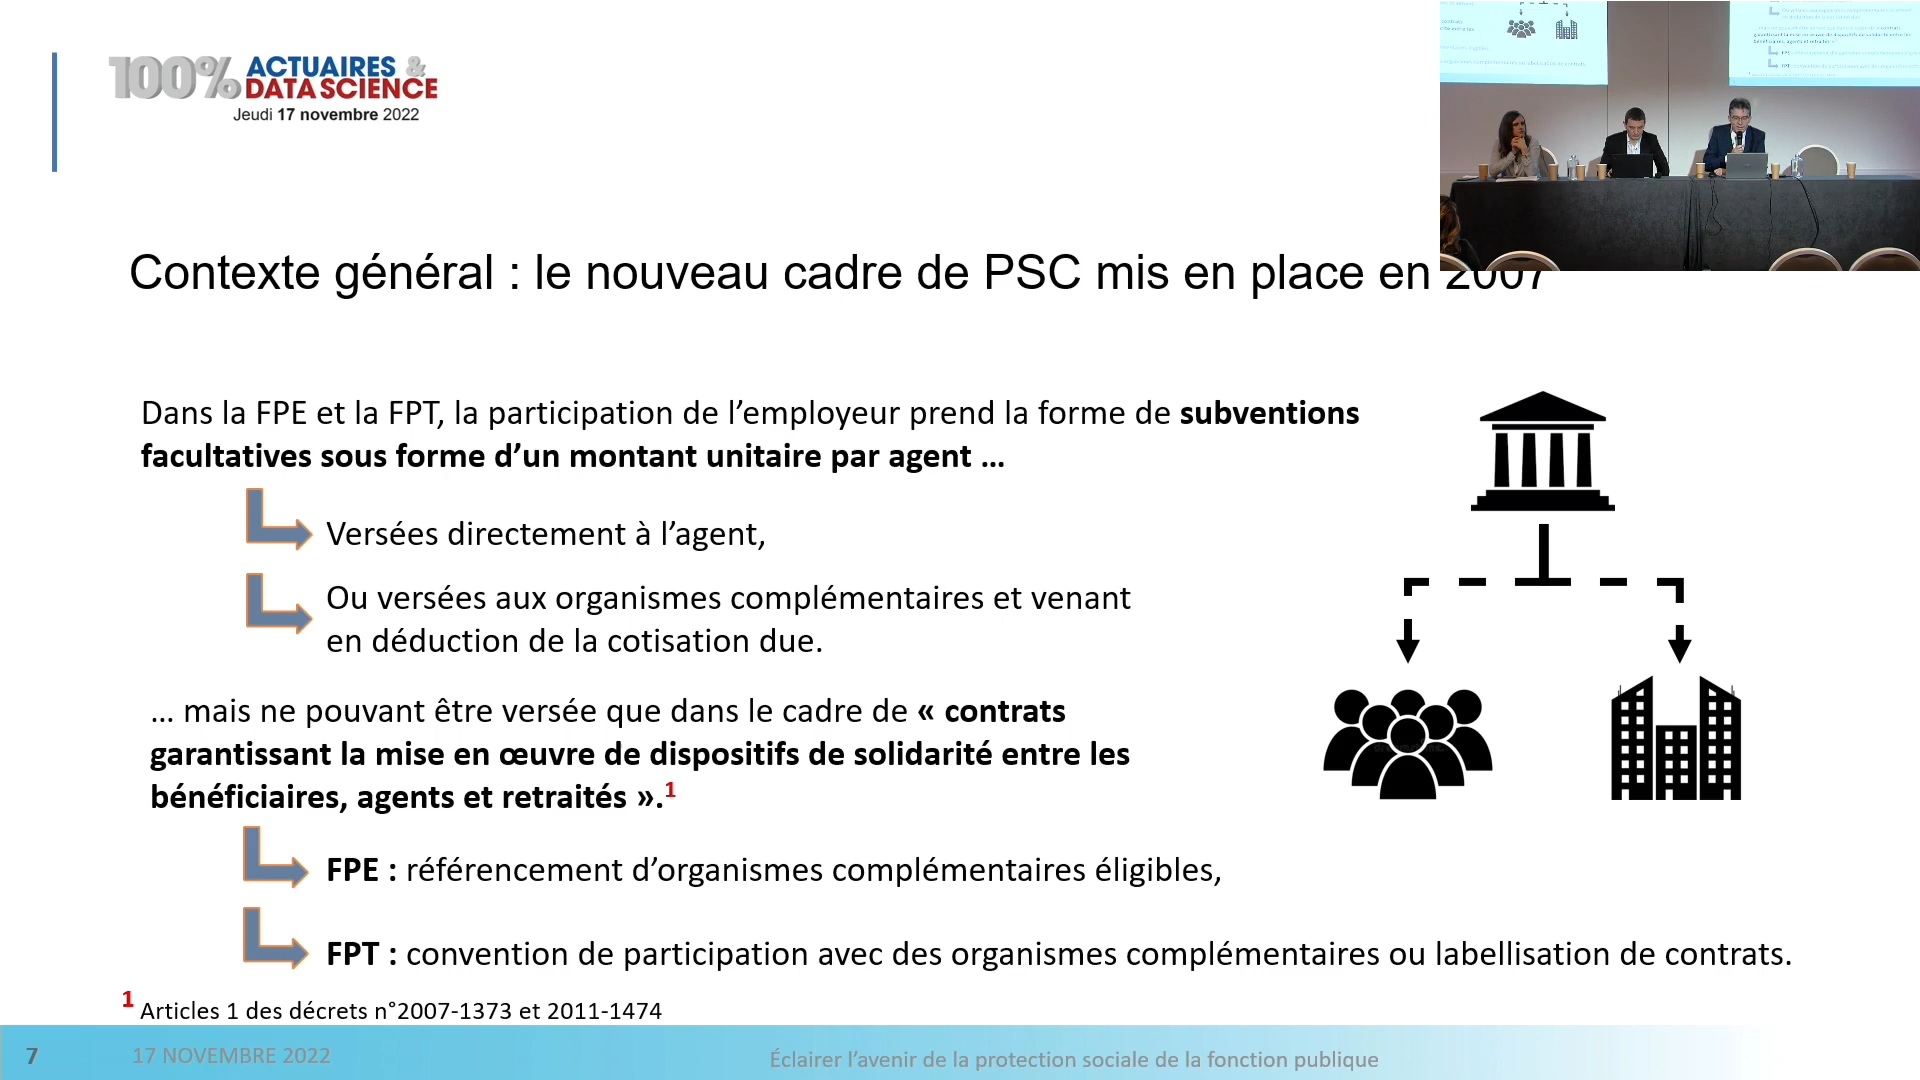 100% ACTUAIRES &
DATA SCIENCE
Jeudi 17 novembre 2022
Contexte général : le nouveau cadre de PSC mis en place en 2007
Dans la FPE et la FPT, la participation de l’employeur prend la forme de subventions
facultatives sous forme d’un montant unitaire par agent …
Versées directement à l’agent,
Ou versées aux organismes complémentaires et venant
en déduction de la cotisation due.
… mais ne pouvant être versée que dans le cadre de « contrats
garantissant la mise en œuvre de dispositifs de solidarité entre les
bénéficiaires, agents et retraités ».1
FPE : référencement d’organismes complémentaires éligibles,
FPT : convention de participation avec des organismes complémentaires ou labellisation de contrats.
1 Articles 1 des décrets n°2007-1373 et 2011-1474
7
17 NOVEMBRE 2022
Éclairer l’avenir de la protection sociale de la fonction publique